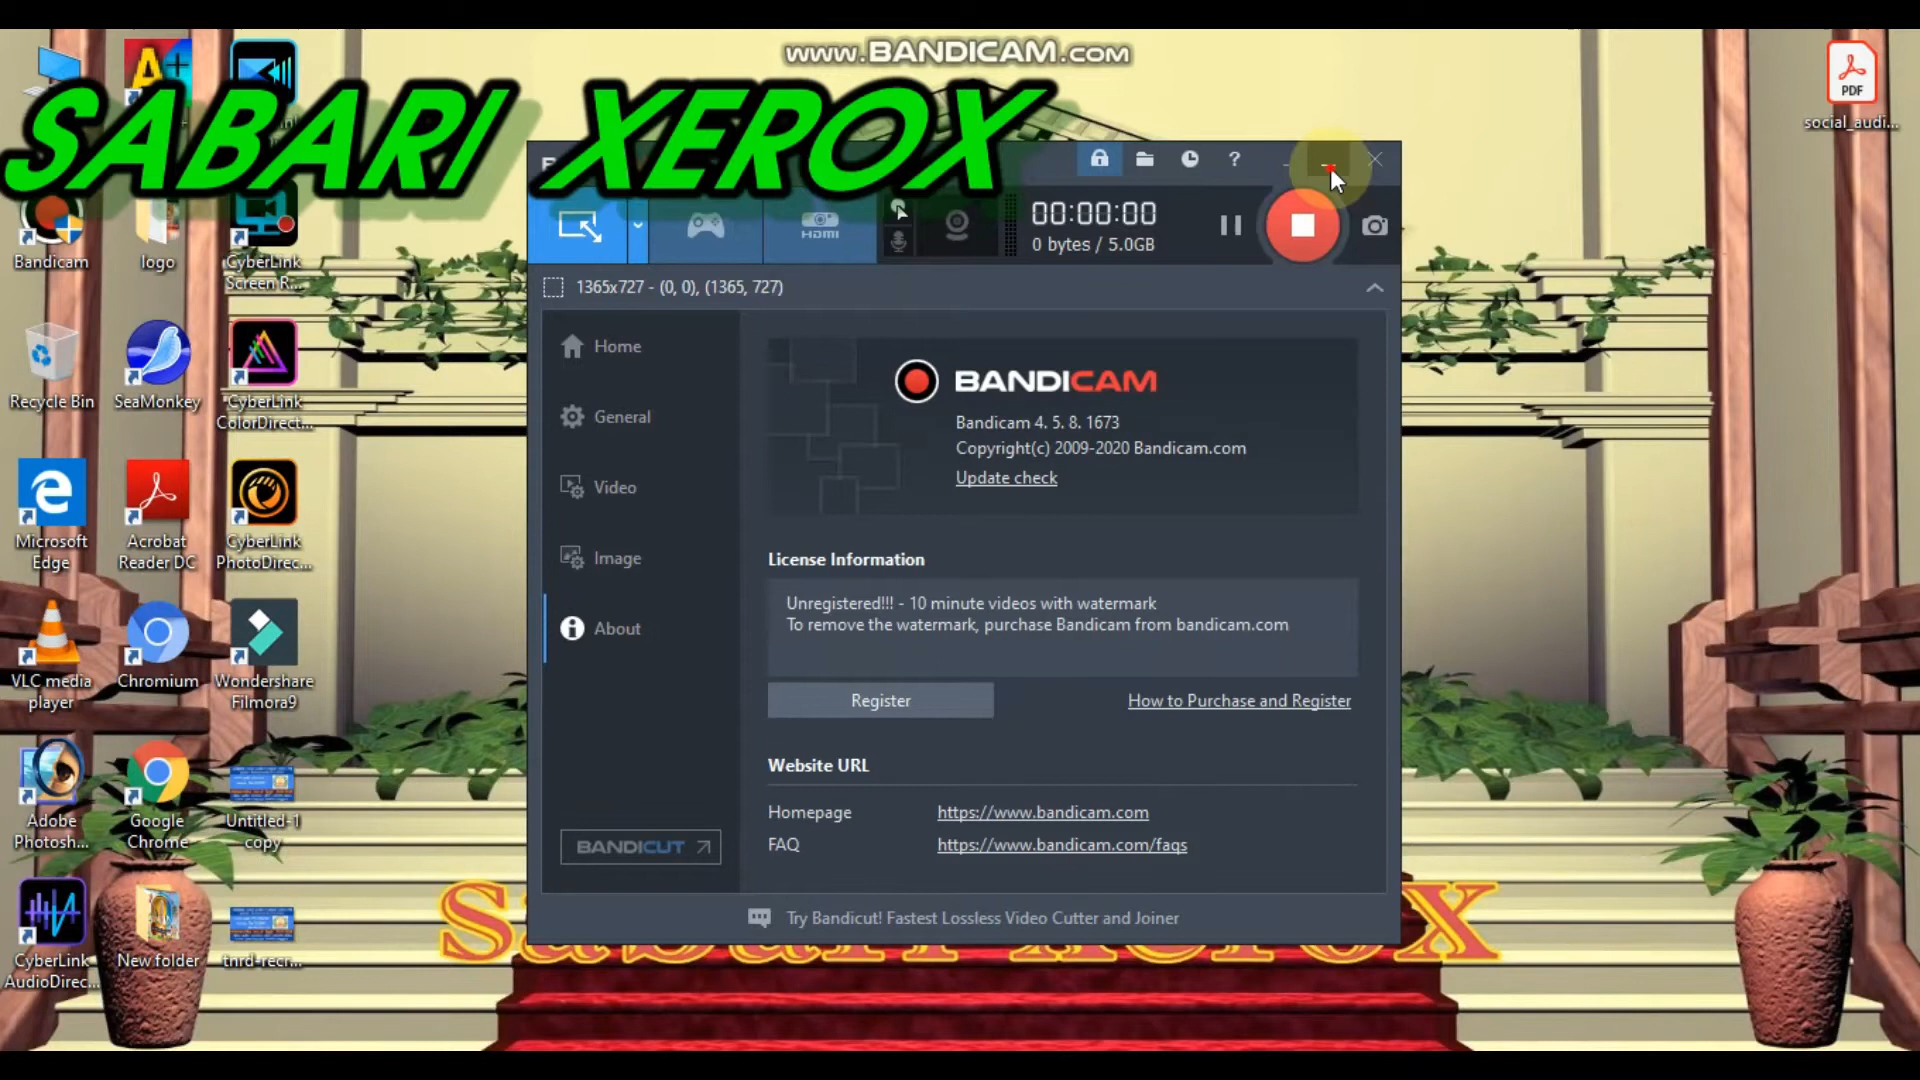 www.BANDICAM.com
SABARI XEROX
PDF
social_audi...
Bandicam
logo
CyberLink
Screen R...
HDMI
00:00:00
0 bytes / 5.0GB
1365x727 - (0, 0), (1365, 727)
Recycle Bin
SeaMonkey
CyberLink
ColorDirect...
Home
General
Video
Image
About
BANDICAM
Bandicam 4. 5. 8. 1673
Copyright(c) 2009-2020 Bandicam.com
Update check
Microsoft
Edge
Acrobat
Reader DC
CyberLink
PhotoDirec...
License Information
Unregistered!!! - 10 minute videos with watermark
To remove the watermark, purchase Bandicam from bandicam.com
Register
How to Purchase and Register
VLC media
player
Chromium
Wondershare
Filmora9
Website URL
Homepage
https://www.bandicam.com
FAQ
https://www.bandicam.com/faqs
Adobe
Photosh...
Google
Chrome
Untitled-1
copy
BANDICUT
Try Bandicut! Fastest Lossless Video Cutter and Joiner
CyberLink
AudioDirec...
New folder
thrd-recr...
Sabari Xerox